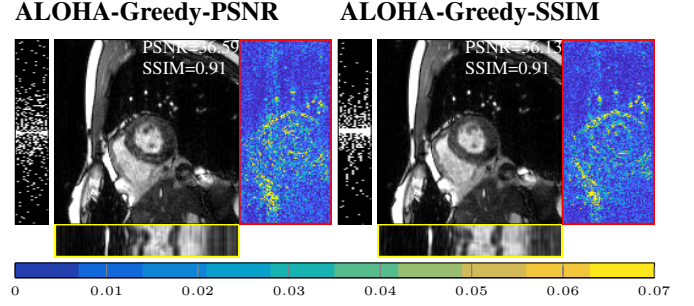 ALOHA-Greedy-PSNR ALOHA-Greedy-SSIM
PSNR=36.59 PSNR=36.13
SSIM=0.91 SSIM=0.91
0 0.01 0.02 0.03 0.04 0.05 0.06 0.07